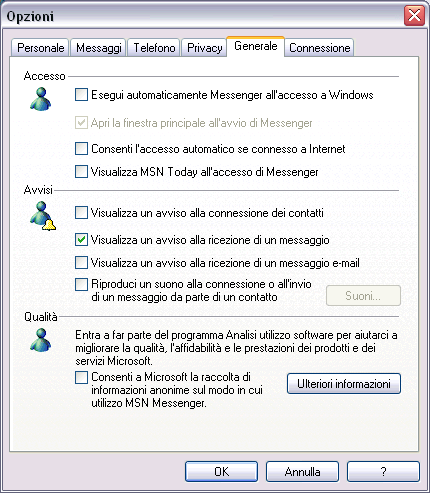 Opzioni
Personale Messaggi Telefono Privacy Generale Connessione
Accesso
Esegui automaticamente Messenger all'accesso a Windows
Apri la finestra principale all'avvio di Messenger
Consenti l'accesso automatico se connesso a Internet
Visualizza MSN Today all'accesso di Messenger
Avvisi
Visualizza un avviso alla connessione dei contatti
Visualizza un avviso alla ricezione di un messaggio
Visualizza un avviso alla ricezione di un messaggio e-mail
Riproduci un suono alla connessione o all'invio
di un messaggio da parte di un contatto
Suoni...
Qualità
Entra a far parte del programma Analisi utilizzo software per aiutarci a
migliorare la qualità, l'affidabilità e le prestazioni dei prodotti e dei
servizi Microsoft.
Consenti a Microsoft la raccolta di
informazioni anonime sul modo in cui
utilizzo MSN Messenger.
Ulteriori informazioni
OK Annulla ?